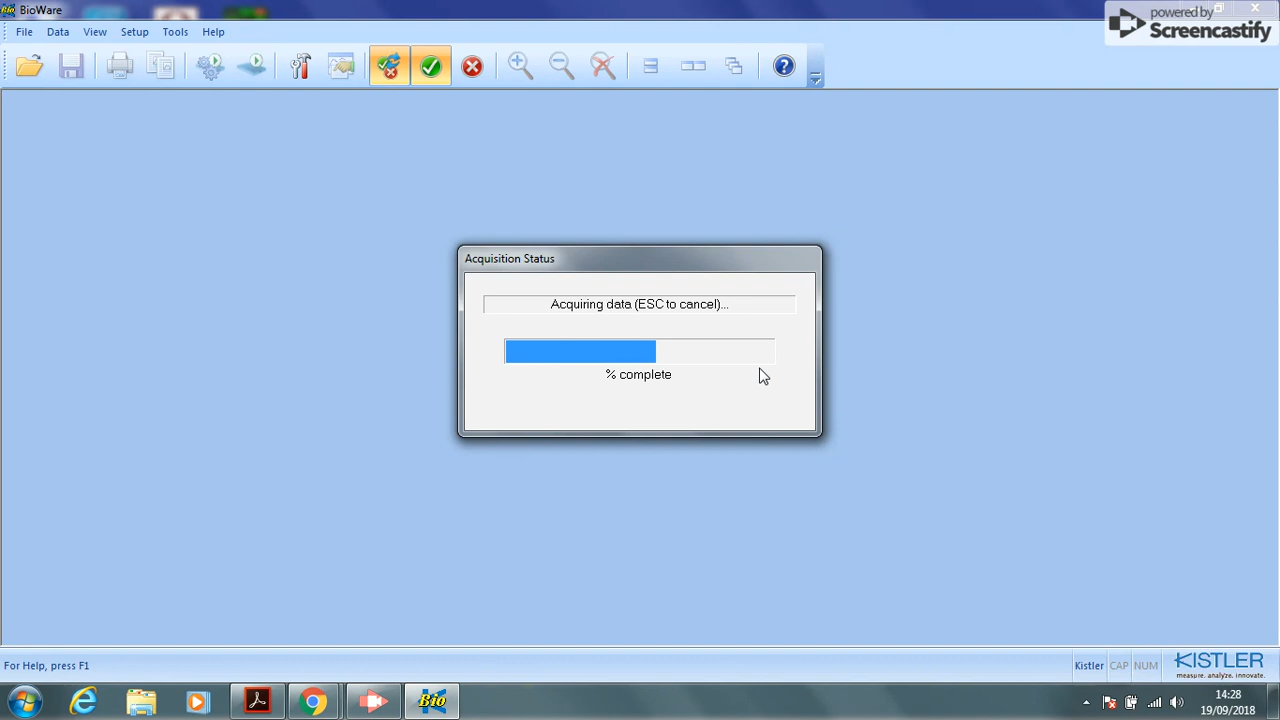 BioWare
powered by
Screencastify
File Data View Setup Tools Help
Acquisition Status
Acquiring data (ESC to cancel)...
% complete
For Help, press F1
Kistler CAP NUM
KISTLER
measure. analyze. innovate.
Bio
14:28
19/09/2018